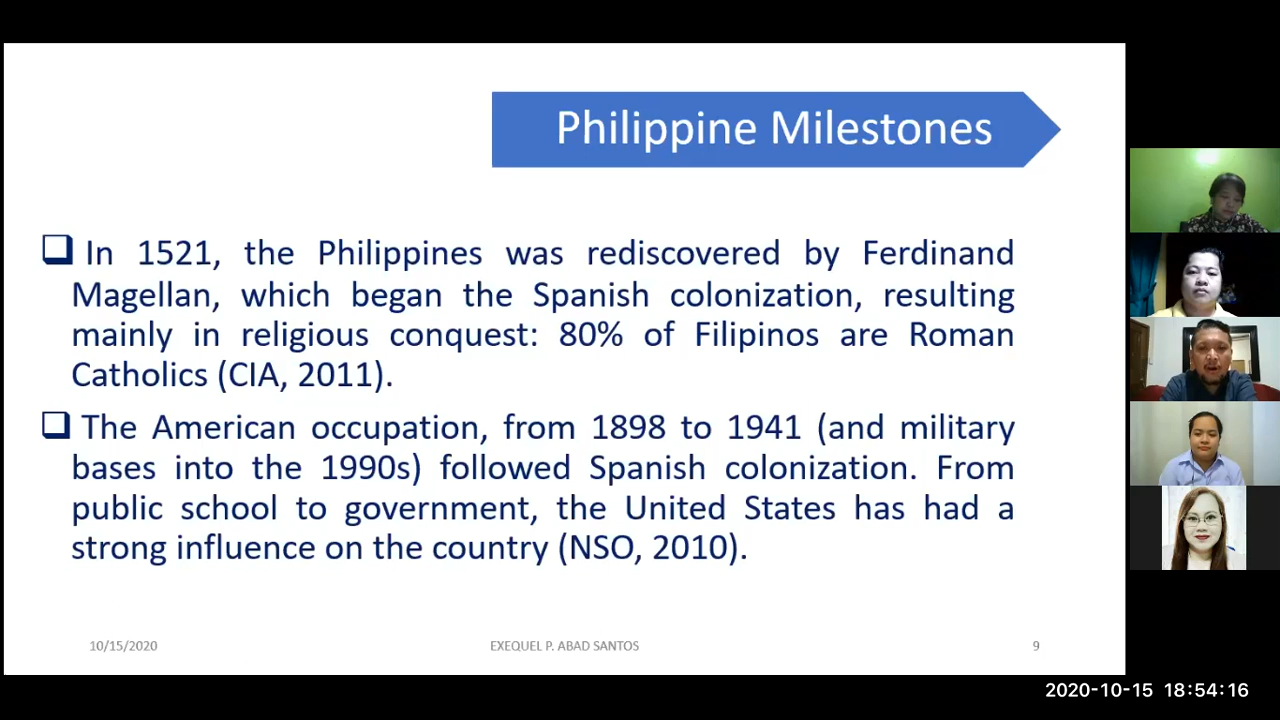 Philippine Milestones
In 1521, the Philippines was rediscovered by Ferdinand
Magellan, which began the Spanish colonization, resulting
mainly in religious conquest: 80% of Filipinos are Roman
Catholics (CIA, 2011).
The American occupation, from 1898 to 1941 (and military
bases into the 1990s) followed Spanish colonization. From
public school to government, the United States has had a
strong influence on the country (NSO, 2010).
10/15/2020
EXEQUEL P. ABAD SANTOS
9
2020-10-15 18:54:16